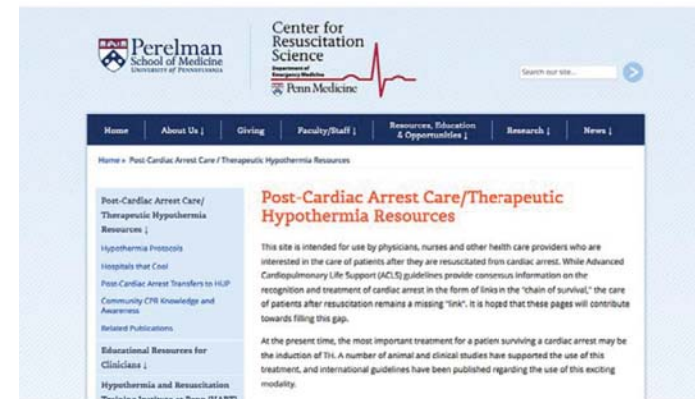 Perelman
School of Medicine
University of Pennsylvania
Center for
Resuscitation
Science
Department of
Emergency Medicine
Penn Medicine
Search our site...
Home
About Us ↓
Giving
Faculty/Staff ↓
Resources, Education
& Opportunities ↓
Research ↓
News ↓
Home » Post-Cardiac Arrest Care / Therapeutic Hypothermia Resources
Post-Cardiac Arrest Care/
Therapeutic Hypothermia
Resources ↓
Hypothermia Protocols
Hospitals that Cool
Post-Cardiac Arrest Transfers to HUP
Community CPR Knowledge and
Awareness
Related Publications
Educational Resources for
Clinicians ↓
Hypothermia and Resuscitation
Training Institute at Penn (HART)
Post-Cardiac Arrest Care/Therapeutic
Hypothermia Resources
This site is intended for use by physicians, nurses and other health care providers who are
interested in the care of patients after they are resuscitated from cardiac arrest. While Advanced
Cardiopulmonary Life Support (ACLS) guidelines provide consensus information on the
recognition and treatment of cardiac arrest in the form of links in the "chain of survival," the care
of patients after resuscitation remains a missing "link". It is hoped that these pages will contribute
towards filling this gap.
At the present time, the most important treatment for a patien surviving a cardiac arrest may be
the induction of TH. A number of animal and clinical studies have supported the use of this
treatment, and international guidelines have been published regarding the use of this exciting
modality.